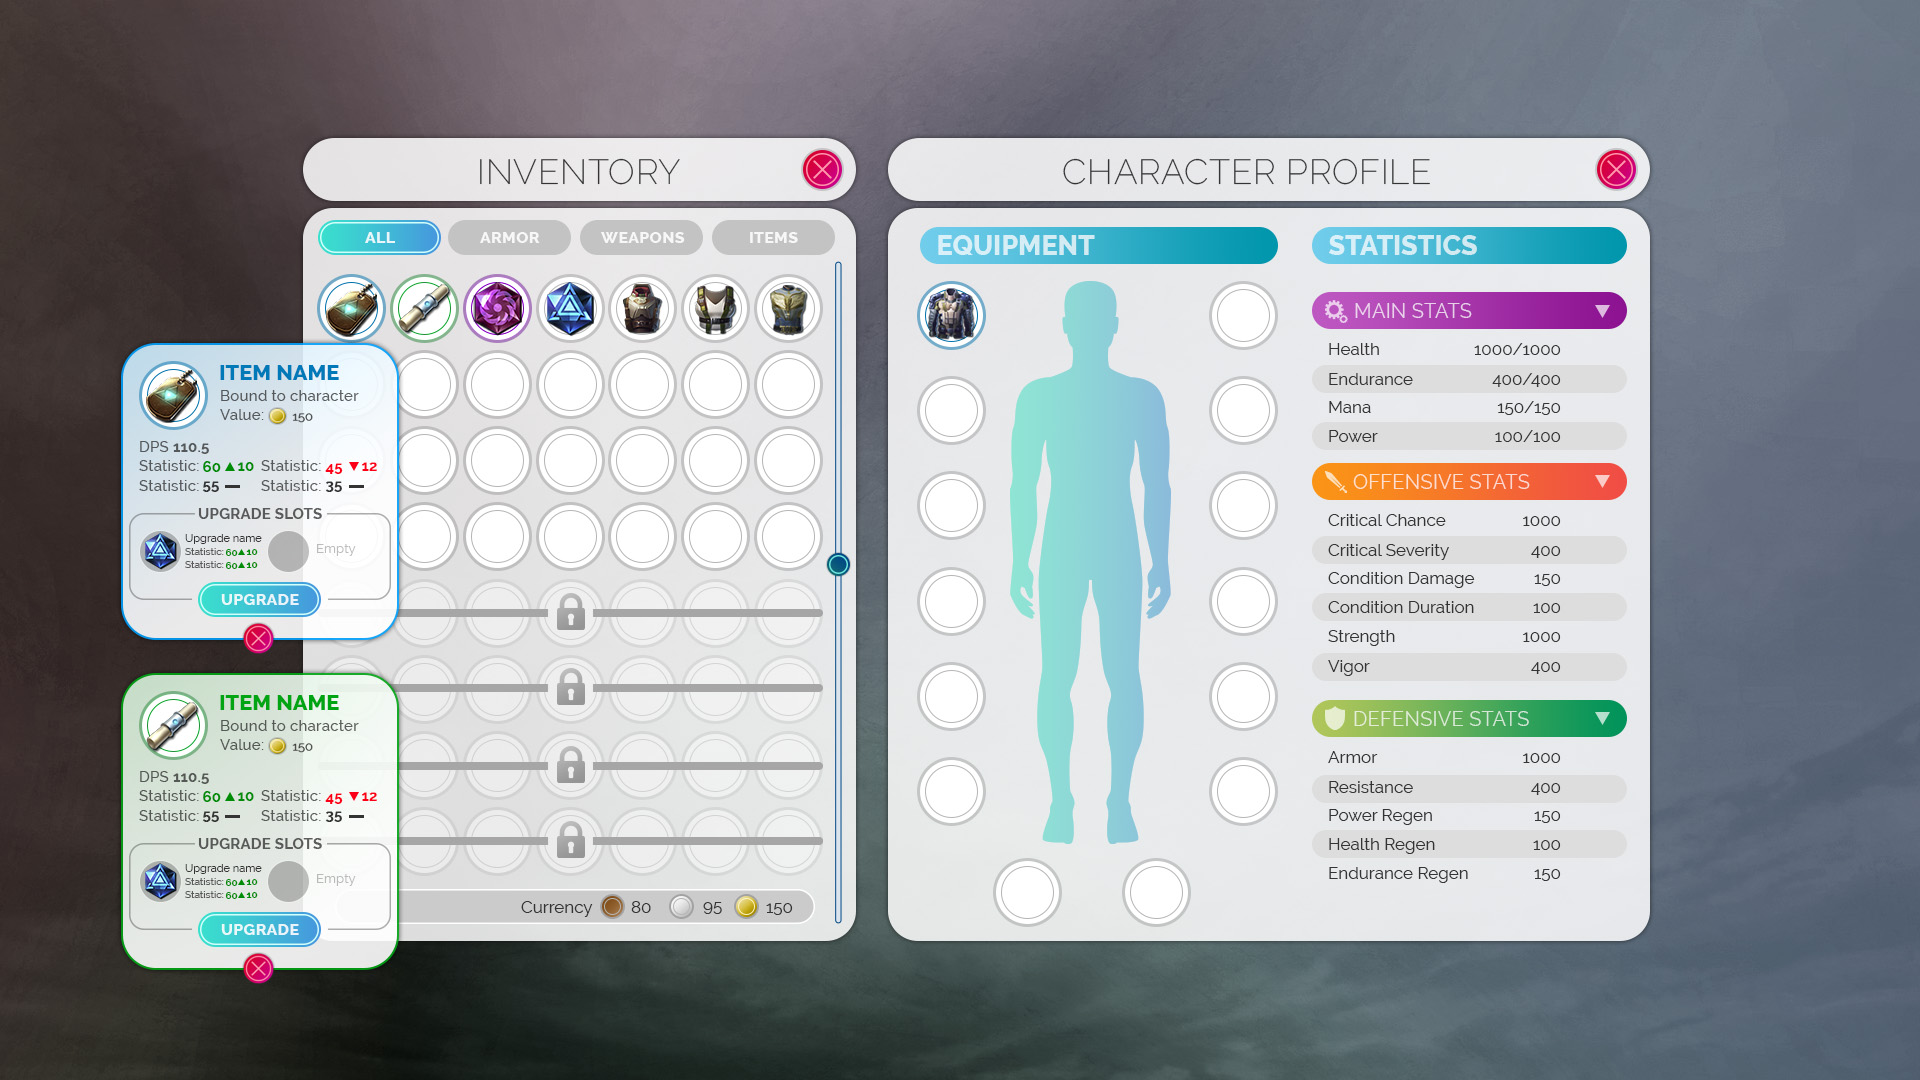 INVENTORY
ALL ARMOR WEAPONS ITEMS
ITEM NAME
Bound to character
Value: 150
DPS 110.5
Statistic: 60 ▲10 Statistic: 45 ▼12
Statistic: 55 — Statistic: 35 —
UPGRADE SLOTS
Upgrade name
Statistic: 60▲10
Statistic: 60▲10
Empty
UPGRADE
ITEM NAME
Bound to character
Value: 150
DPS 110.5
Statistic: 60 ▲10 Statistic: 45 ▼12
Statistic: 55 — Statistic: 35 —
UPGRADE SLOTS
Upgrade name
Statistic: 60▲10
Statistic: 60▲10
Empty
UPGRADE
Currency 80 95 150
CHARACTER PROFILE
EQUIPMENT
STATISTICS
MAIN STATS
Health 1000/1000
Endurance 400/400
Mana 150/150
Power 100/100
OFFENSIVE STATS
Critical Chance 1000
Critical Severity 400
Condition Damage 150
Condition Duration 100
Strength 1000
Vigor 400
DEFENSIVE STATS
Armor 1000
Resistance 400
Power Regen 150
Health Regen 100
Endurance Regen 150